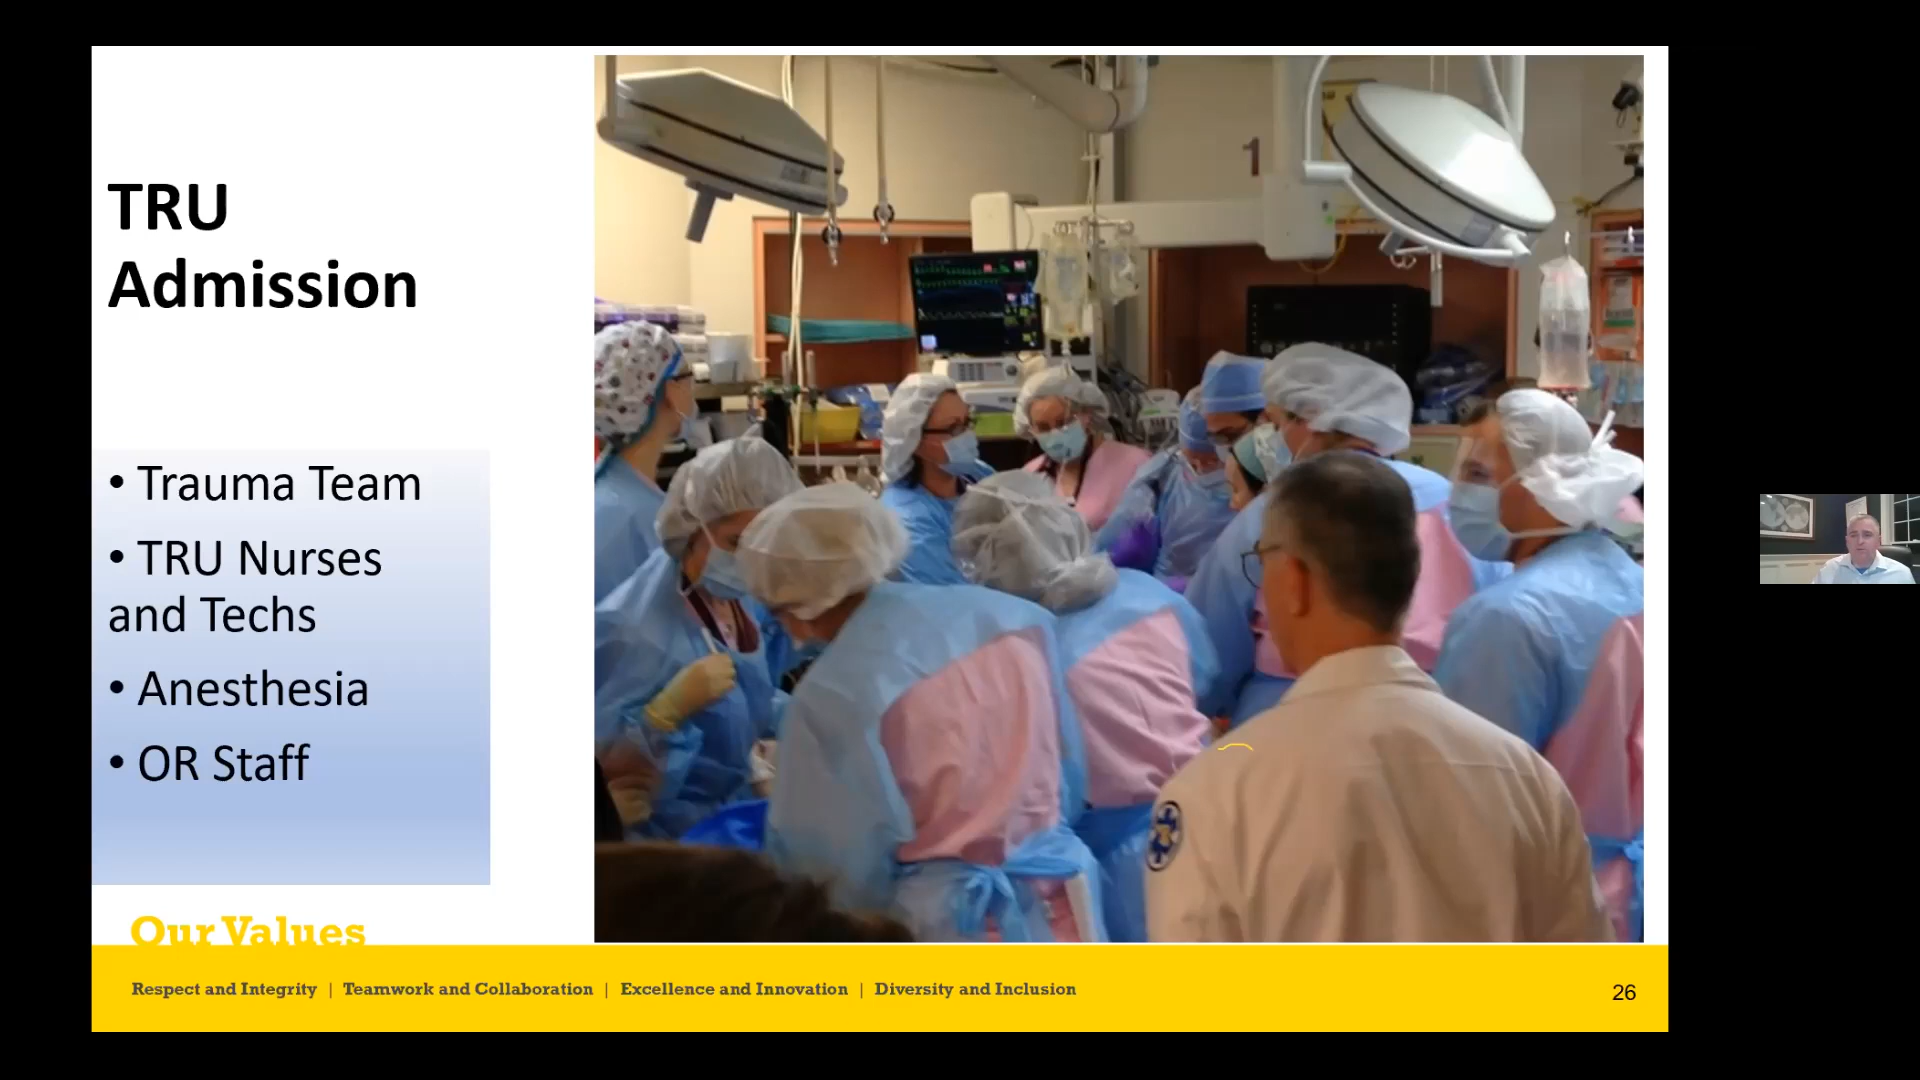 TRU
Admission
• Trauma Team
• TRU Nurses
and Techs
• Anesthesia
• OR Staff
Our Values
Respect and Integrity | Teamwork and Collaboration | Excellence and Innovation | Diversity and Inclusion
26